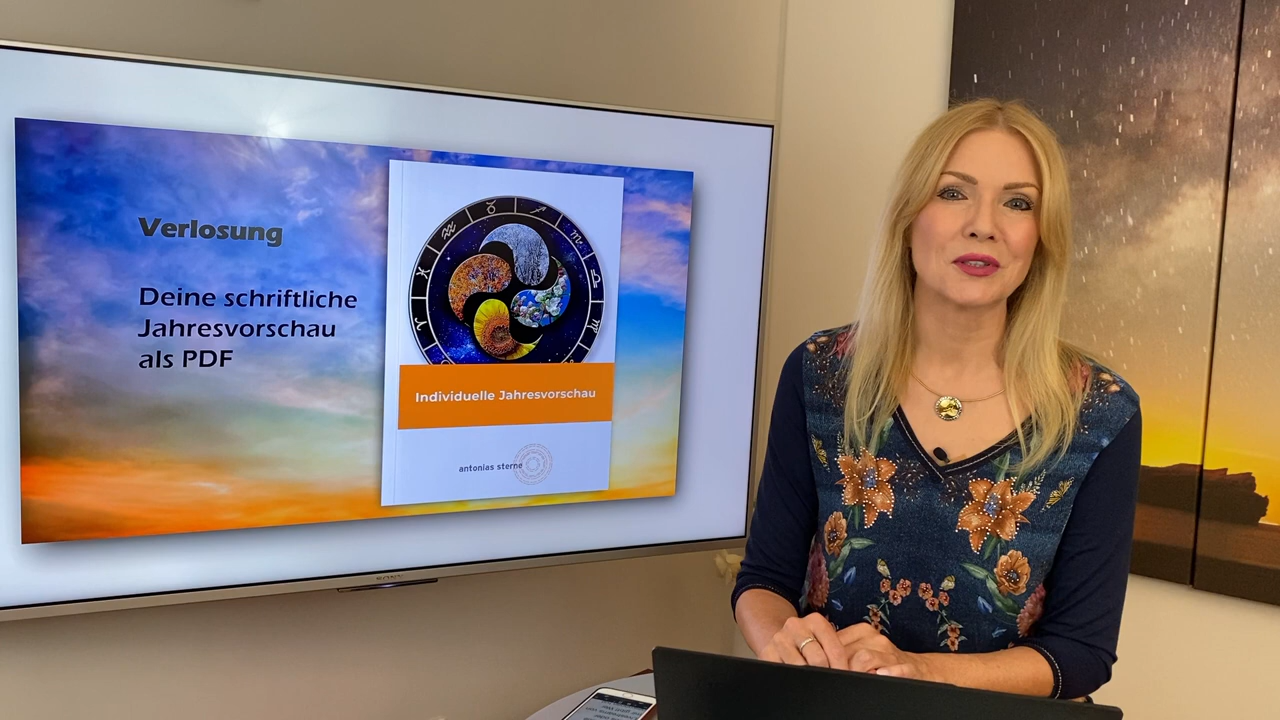 Verlosung
Deine schriftliche
Jahresvorschau
als PDF
Individuelle Jahresvorschau
antonias sterne
SONY